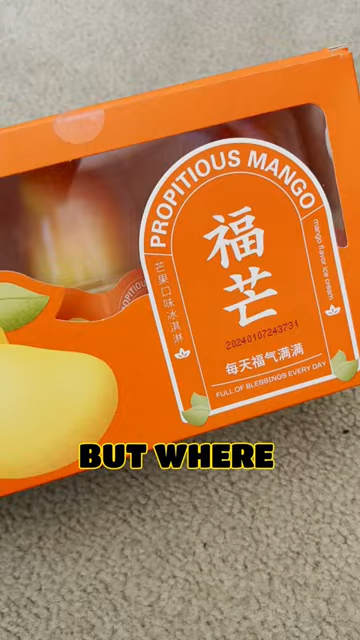 PROPITIOUS MANGO
福芒
芒果口味冰淇淋
mango flavor ice cream
20240107243731
每天福气满满
FULL OF BLESSINGS EVERY DAY
BUT WHERE